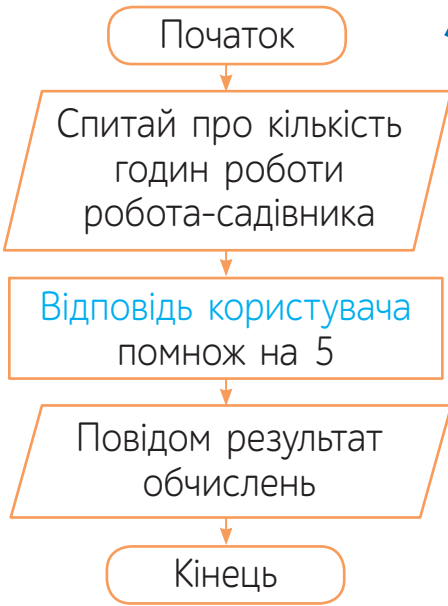 Початок
Спитай про кількість
годин роботи
робота-садівника
Відповідь користувача
помнож на 5
Повідом результат
обчислень
Кінець